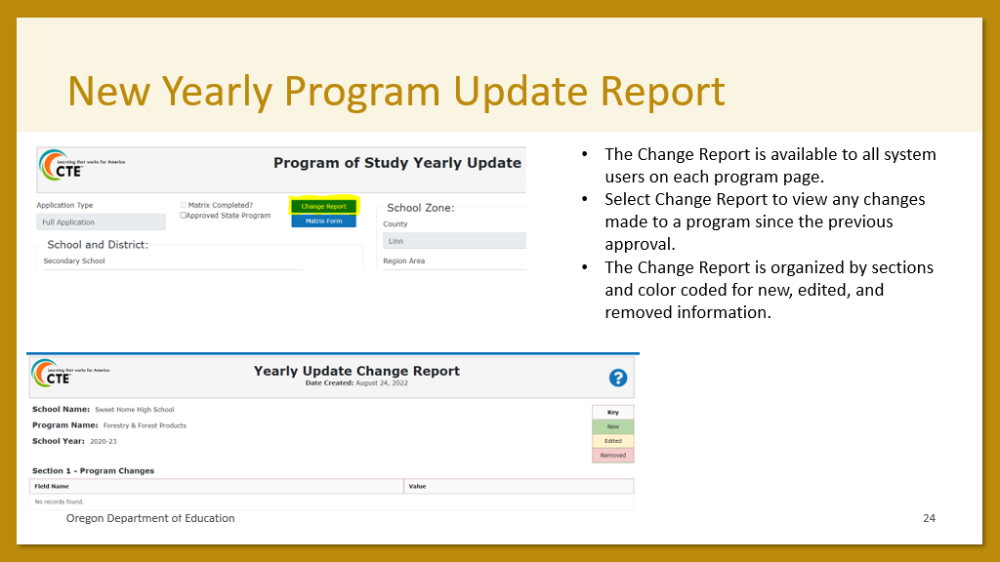 New Yearly Program Update Report
Learning that works for America
CTE
Program of Study Yearly Update
Application Type
Full Application
Matrix Completed?
Approved State Program
Change Report
Matrix Form
School Zone:
County
Linn
Region Area
School and District:
Secondary School
• The Change Report is available to all system
users on each program page.
• Select Change Report to view any changes
made to a program since the previous
approval.
• The Change Report is organized by sections
and color coded for new, edited, and
removed information.
Learning that works for America
CTE
Yearly Update Change Report
Date Created: August 24, 2022
?
School Name: Sweet Home High School
Program Name: Forestry & Forest Products
School Year: 2020-23
Key
New
Edited
Removed
Section 1 - Program Changes
Field Name Value
No records found.
Oregon Department of Education
24